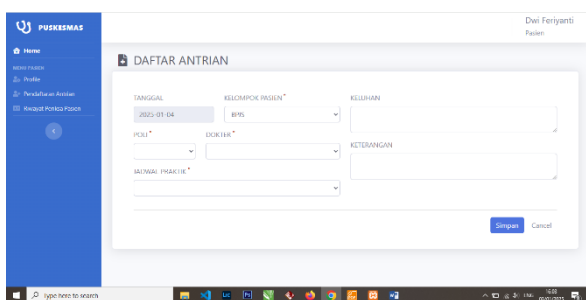 PUSKESMAS
Dwi Feriyanti
Pasien
Home
MENU PASIEN
Profile
Pendaftaran Antrian
Riwayat Periksa Pasien
DAFTAR ANTRIAN
TANGGAL
KELOMPOK PASIEN*
KELUHAN
2025-01-04
BPJS
POLI*
DOKTER*
KETERANGAN
JADWAL PRAKTIK*
Simpan
Cancel
Type here to search